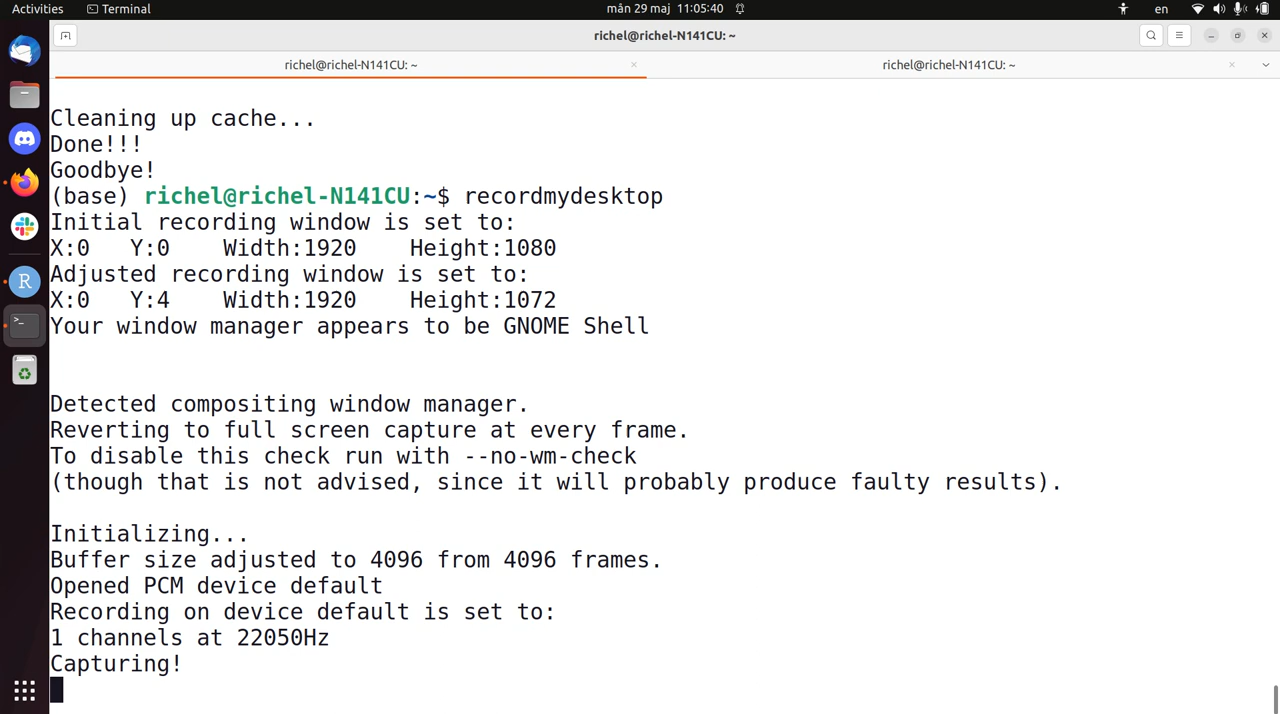 Activities Terminal mån 29 maj 11:05:40 en
richel@richel-N141CU: ~
richel@richel-N141CU: ~ richel@richel-N141CU: ~
Cleaning up cache...
Done!!!
Goodbye!
(base) richel@richel-N141CU:~$ recordmydesktop
Initial recording window is set to:
X:0   Y:0    Width:1920    Height:1080
Adjusted recording window is set to:
X:0   Y:4    Width:1920    Height:1072
Your window manager appears to be GNOME Shell
Detected compositing window manager.
Reverting to full screen capture at every frame.
To disable this check run with --no-wm-check
(though that is not advised, since it will probably produce faulty results).
Initializing...
Buffer size adjusted to 4096 from 4096 frames.
Opened PCM device default
Recording on device default is set to:
1 channels at 22050Hz
Capturing!
R